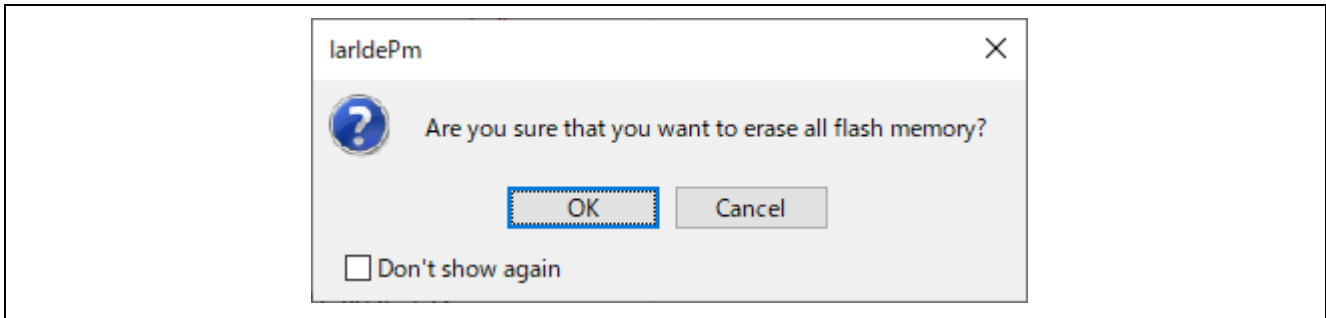 IarIdePm
Are you sure that you want to erase all flash memory?
OK
Cancel
Don't show again